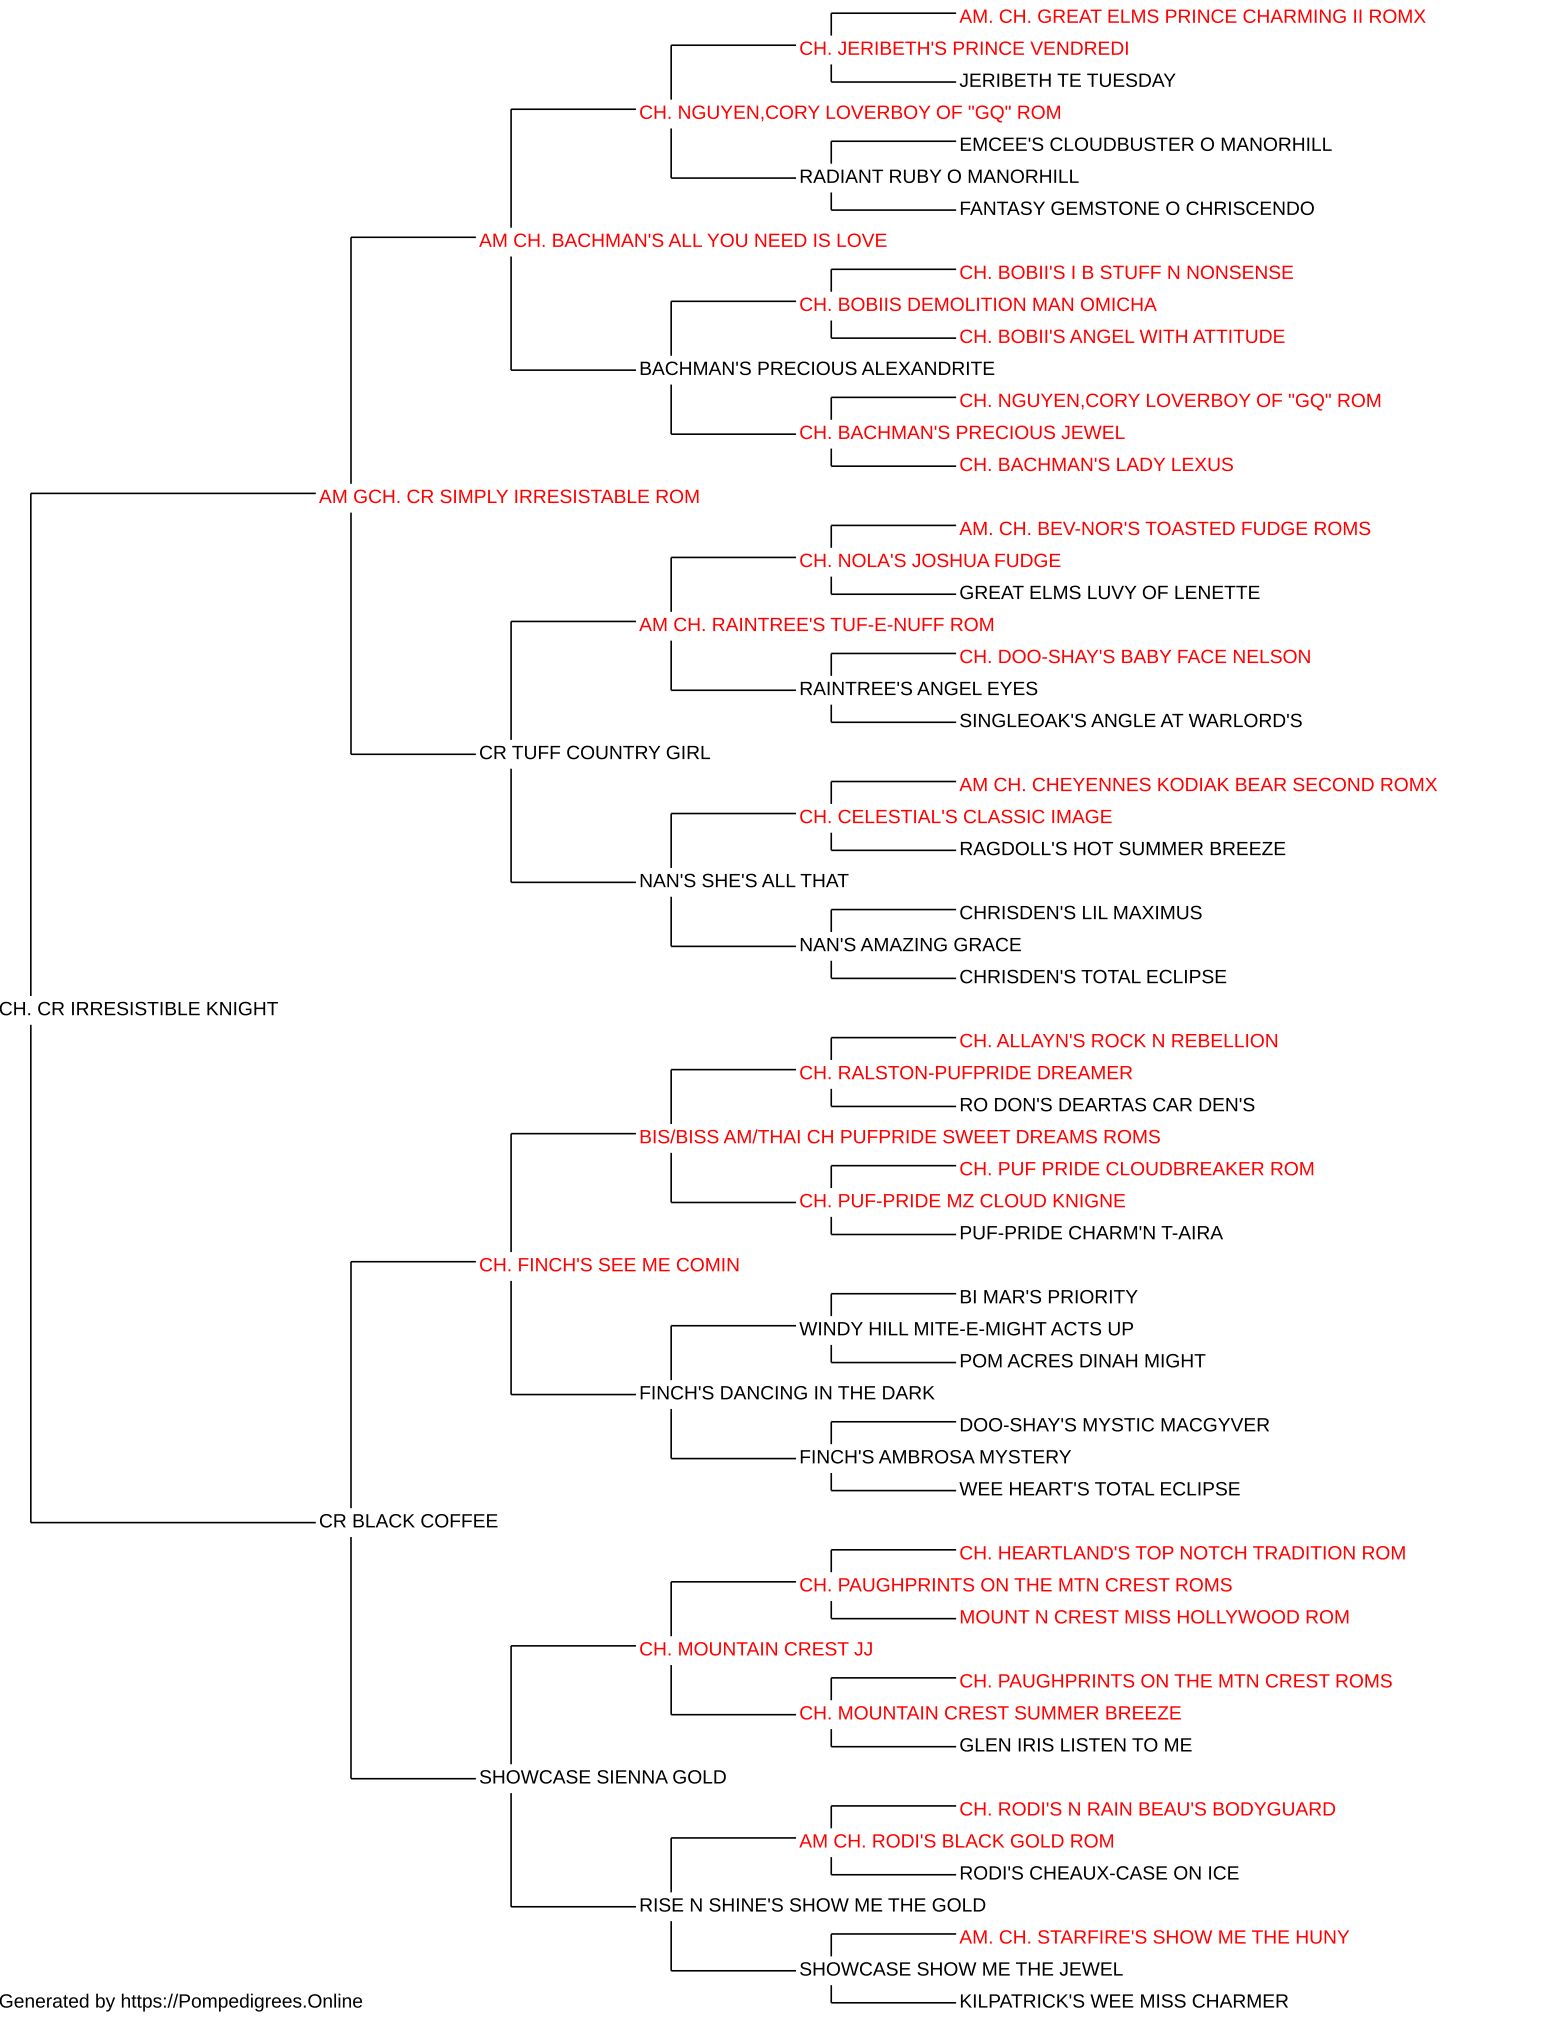 AM. CH. GREAT ELMS PRINCE CHARMING II ROMX
CH. JERIBETH'S PRINCE VENDREDI
JERIBETH TE TUESDAY
CH. NGUYEN,CORY LOVERBOY OF "GQ" ROM
EMCEE'S CLOUDBUSTER O MANORHILL
RADIANT RUBY O MANORHILL
FANTASY GEMSTONE O CHRISCENDO
AM CH. BACHMAN'S ALL YOU NEED IS LOVE
CH. BOBII'S I B STUFF N NONSENSE
CH. BOBIIS DEMOLITION MAN OMICHA
CH. BOBII'S ANGEL WITH ATTITUDE
BACHMAN'S PRECIOUS ALEXANDRITE
CH. NGUYEN,CORY LOVERBOY OF "GQ" ROM
CH. BACHMAN'S PRECIOUS JEWEL
CH. BACHMAN'S LADY LEXUS
AM GCH. CR SIMPLY IRRESISTABLE ROM
AM. CH. BEV-NOR'S TOASTED FUDGE ROMS
CH. NOLA'S JOSHUA FUDGE
GREAT ELMS LUVY OF LENETTE
AM CH. RAINTREE'S TUF-E-NUFF ROM
CH. DOO-SHAY'S BABY FACE NELSON
RAINTREE'S ANGEL EYES
SINGLEOAK'S ANGLE AT WARLORD'S
CR TUFF COUNTRY GIRL
AM CH. CHEYENNES KODIAK BEAR SECOND ROMX
CH. CELESTIAL'S CLASSIC IMAGE
RAGDOLL'S HOT SUMMER BREEZE
NAN'S SHE'S ALL THAT
CHRISDEN'S LIL MAXIMUS
NAN'S AMAZING GRACE
CHRISDEN'S TOTAL ECLIPSE
CH. CR IRRESISTIBLE KNIGHT
CH. ALLAYN'S ROCK N REBELLION
CH. RALSTON-PUFPRIDE DREAMER
RO DON'S DEARTAS CAR DEN'S
BIS/BISS AM/THAI CH PUFPRIDE SWEET DREAMS ROMS
CH. PUF PRIDE CLOUDBREAKER ROM
CH. PUF-PRIDE MZ CLOUD KNIGNE
PUF-PRIDE CHARM'N T-AIRA
CH. FINCH'S SEE ME COMIN
BI MAR'S PRIORITY
WINDY HILL MITE-E-MIGHT ACTS UP
POM ACRES DINAH MIGHT
FINCH'S DANCING IN THE DARK
DOO-SHAY'S MYSTIC MACGYVER
FINCH'S AMBROSA MYSTERY
WEE HEART'S TOTAL ECLIPSE
CR BLACK COFFEE
CH. HEARTLAND'S TOP NOTCH TRADITION ROM
CH. PAUGHPRINTS ON THE MTN CREST ROMS
MOUNT N CREST MISS HOLLYWOOD ROM
CH. MOUNTAIN CREST JJ
CH. PAUGHPRINTS ON THE MTN CREST ROMS
CH. MOUNTAIN CREST SUMMER BREEZE
GLEN IRIS LISTEN TO ME
SHOWCASE SIENNA GOLD
CH. RODI'S N RAIN BEAU'S BODYGUARD
AM CH. RODI'S BLACK GOLD ROM
RODI'S CHEAUX-CASE ON ICE
RISE N SHINE'S SHOW ME THE GOLD
AM. CH. STARFIRE'S SHOW ME THE HUNY
SHOWCASE SHOW ME THE JEWEL
KILPATRICK'S WEE MISS CHARMER
Generated by https://Pompedigrees.Online